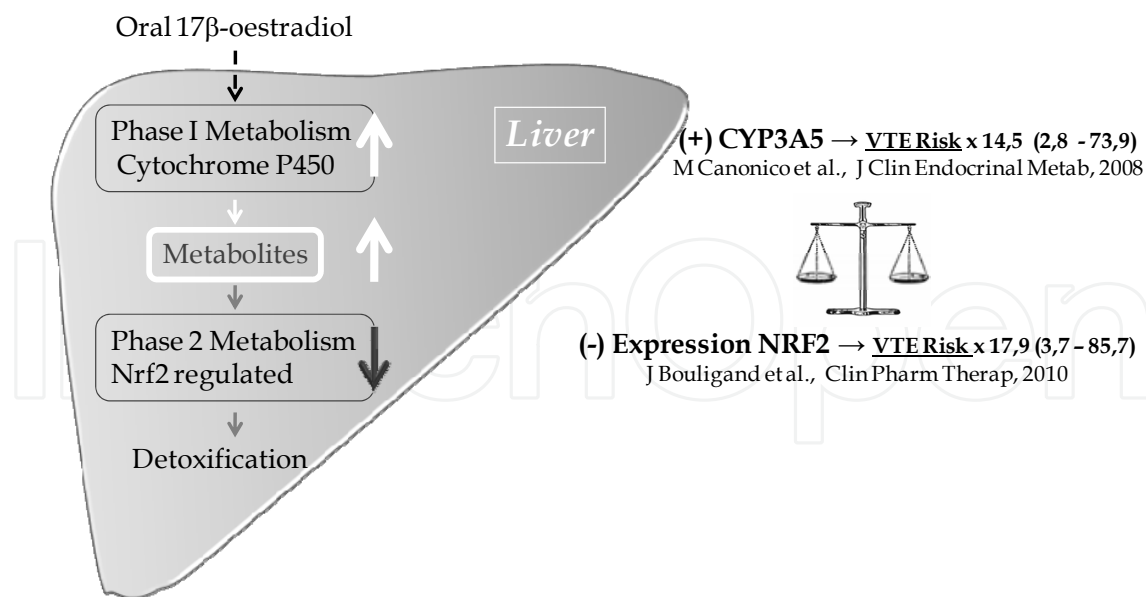 Oral 17β-oestradiol
Phase I Metabolism
Cytochrome P450
Liver
Metabolites
Phase 2 Metabolism
Nrf2 regulated
Detoxification
(+) CYP3A5 → VTE Risk x 14,5 (2,8 - 73,9)
M Canonico et al., J Clin Endocrinal Metab, 2008
(-) Expression NRF2 → VTE Risk x 17,9 (3,7 – 85,7)
J Bouligand et al., Clin Pharm Therap, 2010